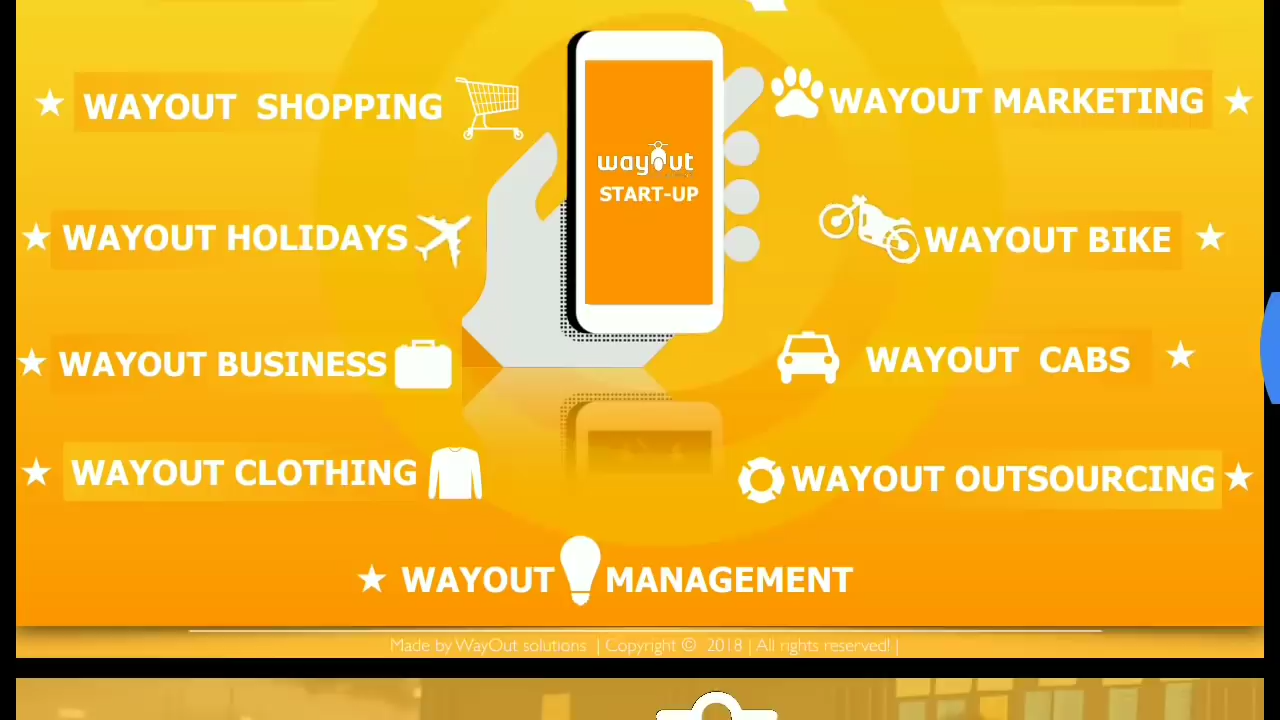 WAYOUT SHOPPING
WAYOUT MARKETING
wayout
START-UP
WAYOUT HOLIDAYS
WAYOUT BIKE
WAYOUT BUSINESS
WAYOUT CABS
WAYOUT CLOTHING
WAYOUT OUTSOURCING
WAYOUT MANAGEMENT
Made by WayOut solutions | Copyright © 2018 | All rights reserved! |